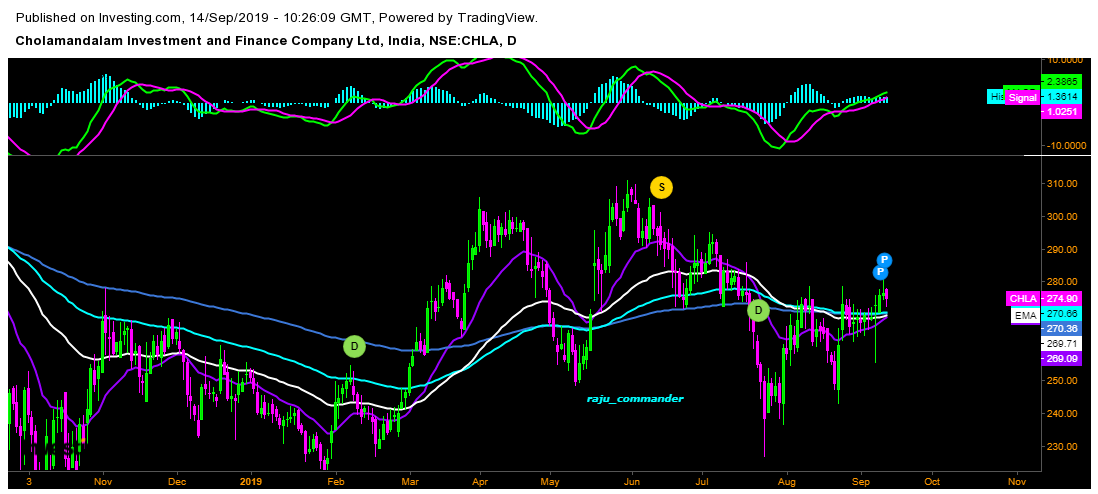 Published on Investing.com, 14/Sep/2019 - 10:26:09 GMT, Powered by TradingView.
Cholamandalam Investment and Finance Company Ltd, India, NSE:CHLA, D
10.0000
2.3865
His
Signal
1.3614
1.0251
-10.0000
310.00
S
300.00
290.00
P
P
280.00
CHLA 274.90
D
270.66
EMA
270.36
D
269.71
269.09
250.00
raju_commander
240.00
230.00
3 Nov Dec 2019 Feb Mar Apr May Jun Jul Aug Sep Oct Nov